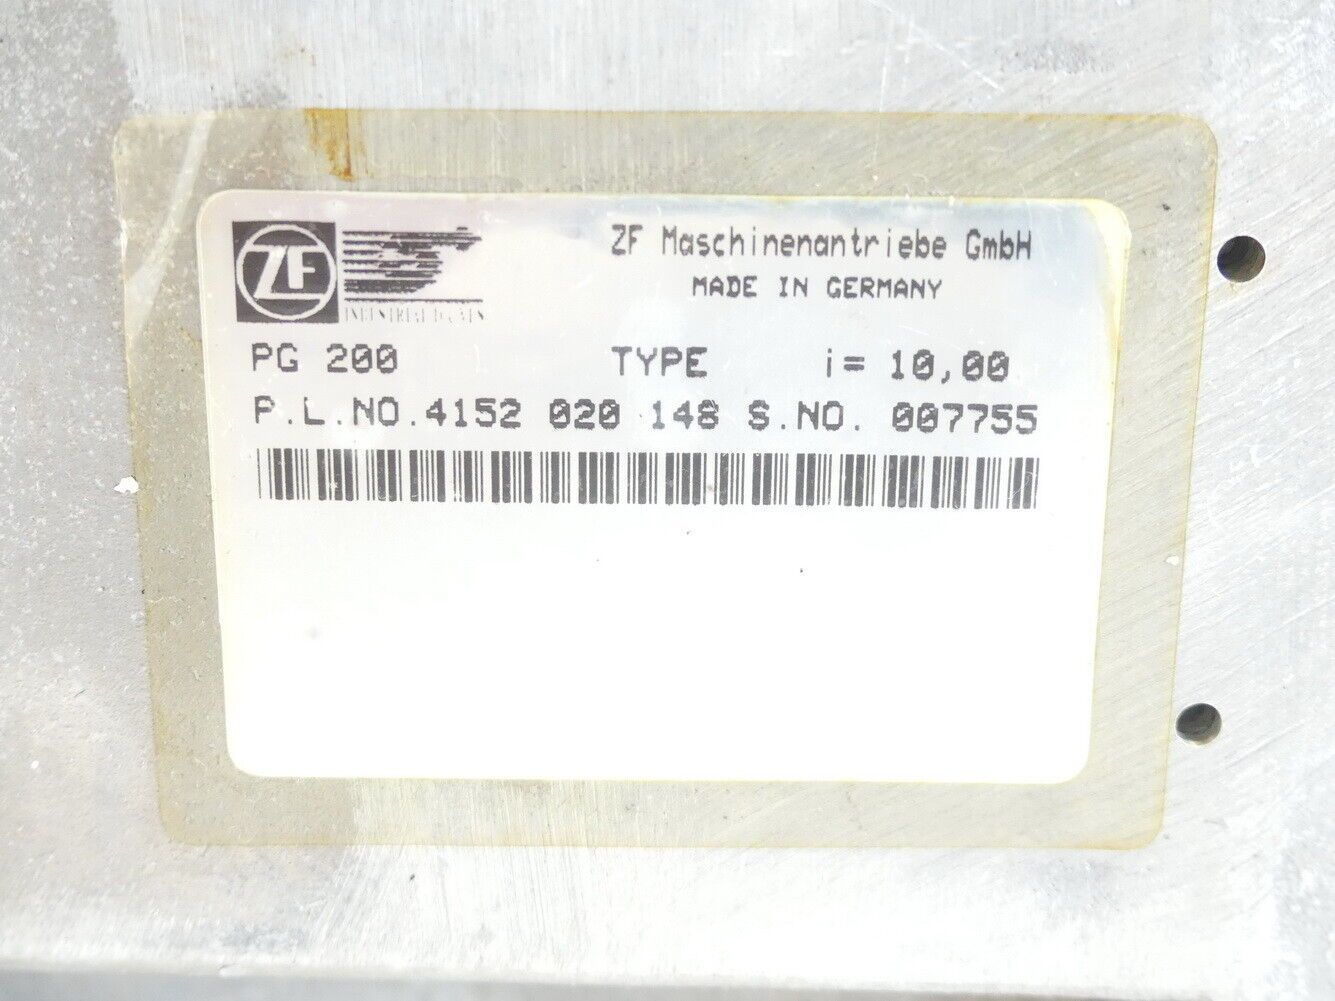 ZF
ZF Maschinenantriebe GmbH
MADE IN GERMANY
PG 200 TYPE i= 10,00
P.L.NO.4152 020 148 S.NO. 007755